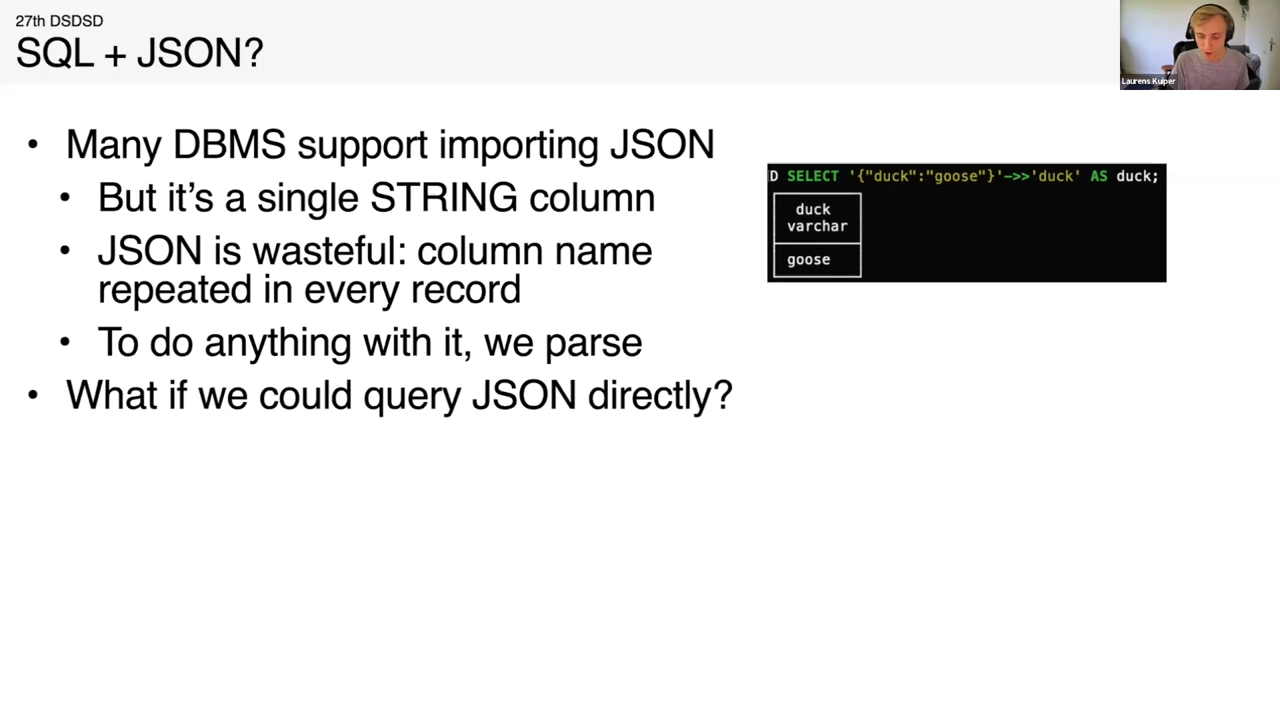 27th DSDSD
SQL + JSON?
Laurens Kuiper
• Many DBMS support importing JSON
• But it’s a single STRING column
• JSON is wasteful: column name
repeated in every record
• To do anything with it, we parse
• What if we could query JSON directly?
D SELECT '{"duck":"goose"}'->>'duck' AS duck;
duck
varchar
goose